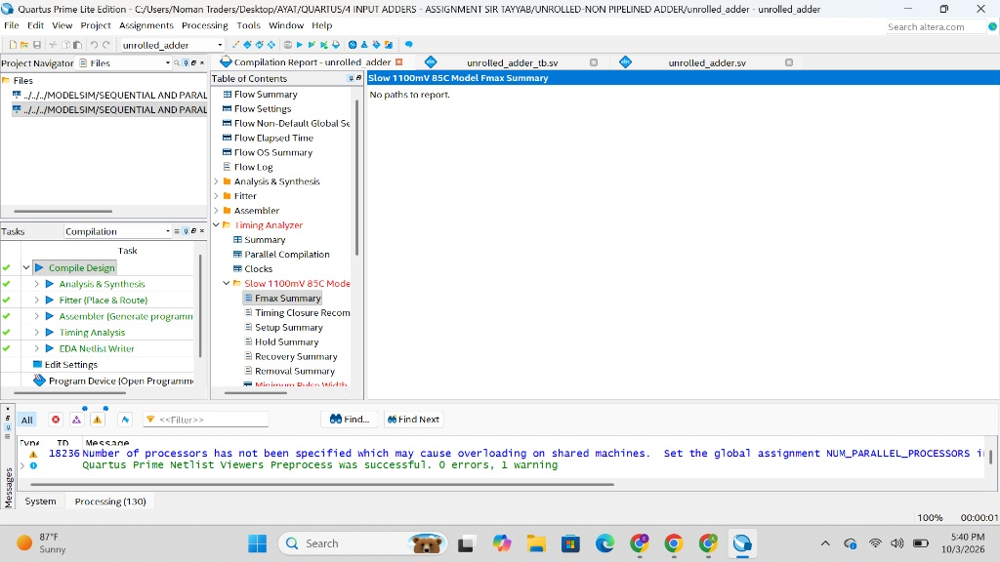 Quartus Prime Lite Edition - C:/Users/Noman Traders/Desktop/AYAT/QUARTUS/4 INPUT ADDERS - ASSIGNMENT SIR TAYYAB/UNROLLED-NON PIPELINED ADDER/unrolled_adder - unrolled_adder
File Edit View Project Assignments Processing Tools Window Help
Search altera.com
unrolled_adder
Project Navigator Files
Compilation Report - unrolled_adder
unrolled_adder_tb.sv
unrolled_adder.sv
Files
../../../MODELSIM/SEQUENTIAL AND PARAL
../../../MODELSIM/SEQUENTIAL AND PARAL
Table of Contents
Flow Summary
Flow Settings
Flow Non-Default Global Se
Flow Elapsed Time
Flow OS Summary
Flow Log
Analysis & Synthesis
Fitter
Assembler
Timing Analyzer
Summary
Parallel Compilation
Clocks
Slow 1100mV 85C Mode
Fmax Summary
Timing Closure Recom
Setup Summary
Hold Summary
Recovery Summary
Removal Summary
Minimum Pulse Width
Slow 1100mV 85C Model Fmax Summary
No paths to report.
Tasks Compilation
Task
Compile Design
Analysis & Synthesis
Fitter (Place & Route)
Assembler (Generate programn
Timing Analysis
EDA Netlist Writer
Edit Settings
Program Device (Open Programme
All
<<Filter>>
Find...
Find Next
Type ID Message
18236 Number of processors has not been specified which may cause overloading on shared machines. Set the global assignment NUM_PARALLEL_PROCESSORS i
Quartus Prime Netlist Viewers Preprocess was successful. 0 errors, 1 warning
Messages
System Processing (130)
100% 00:00:01
87°F
Sunny
Search
5:40 PM
10/3/2026